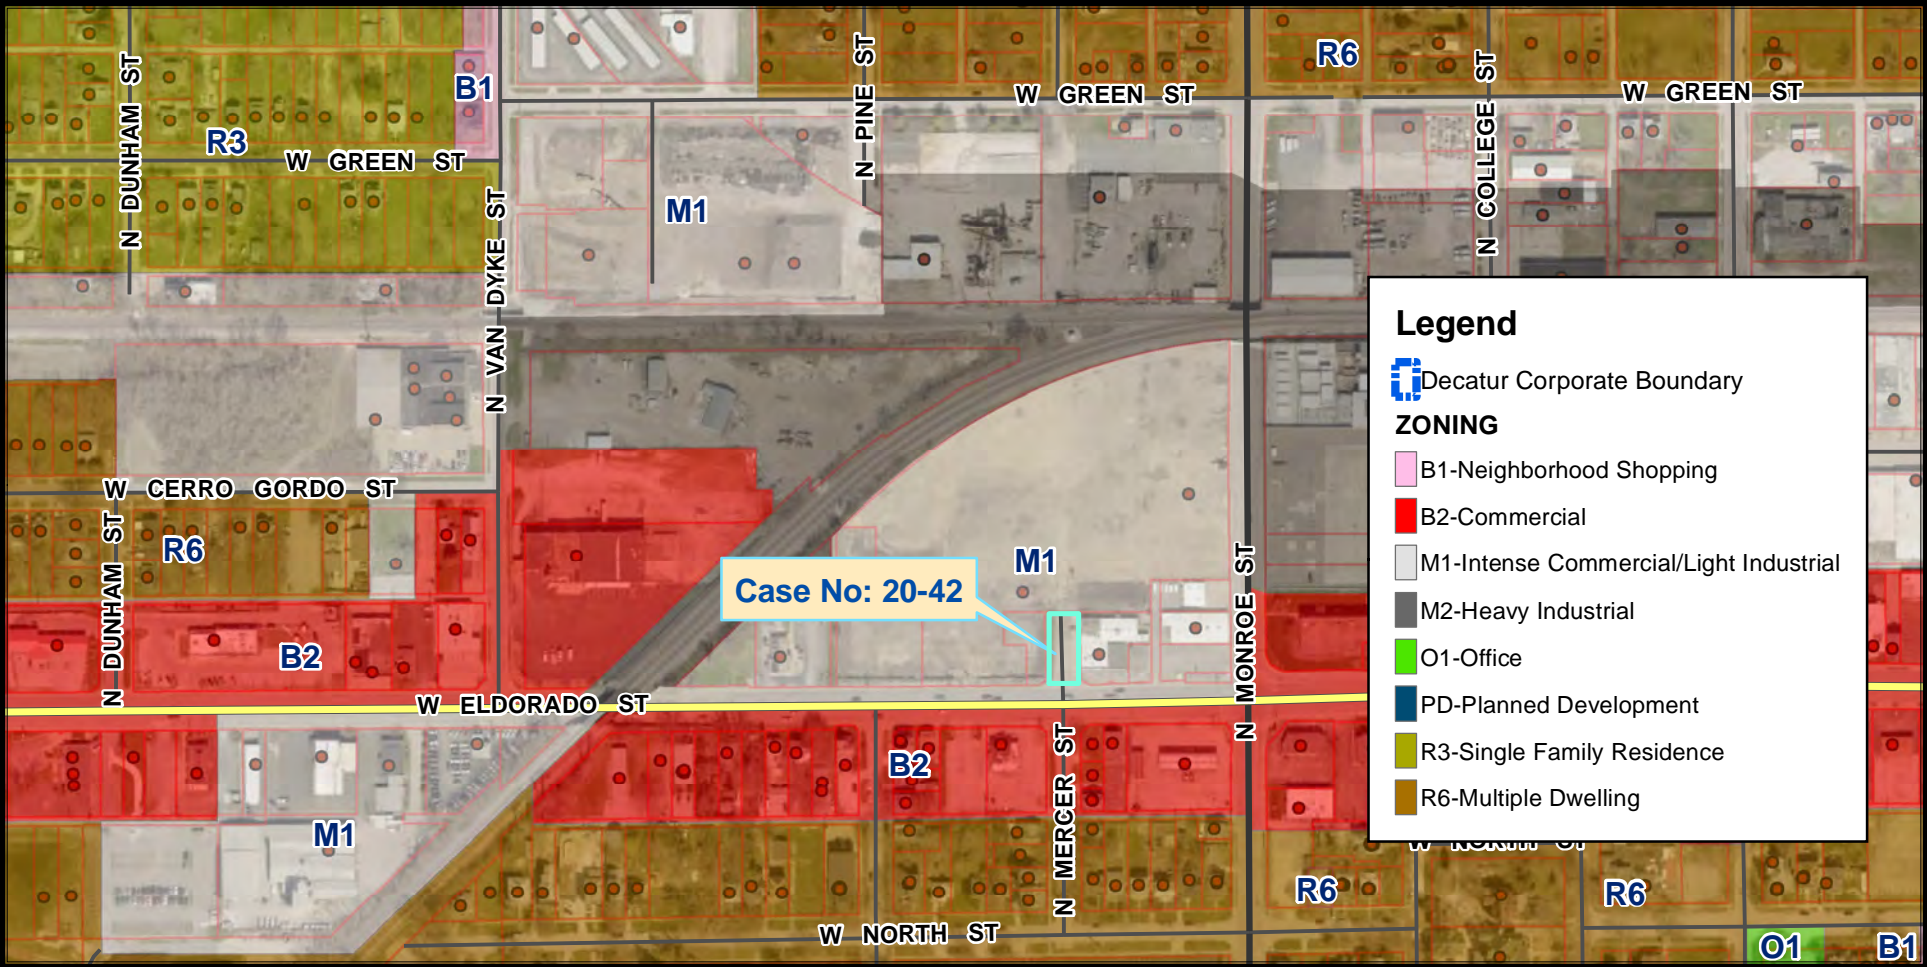 R6
N DUNHAM ST
B1
N PINE ST
N COLLEGE ST
W GREEN ST
W GREEN ST
R3
W GREEN ST
N VAN DYKE ST
M1
Legend
Decatur Corporate Boundary
ZONING
B1-Neighborhood Shopping
B2-Commercial
M1-Intense Commercial/Light Industrial
M2-Heavy Industrial
O1-Office
PD-Planned Development
R3-Single Family Residence
R6-Multiple Dwelling
W CERRO GORDO ST
N DUNHAM ST
R6
M1
Case No: 20-42
N MONROE ST
B2
W ELDORADO ST
B2
N MERCER ST
M1
W NORTH ST
R6
R6
W NORTH ST
O1
B1